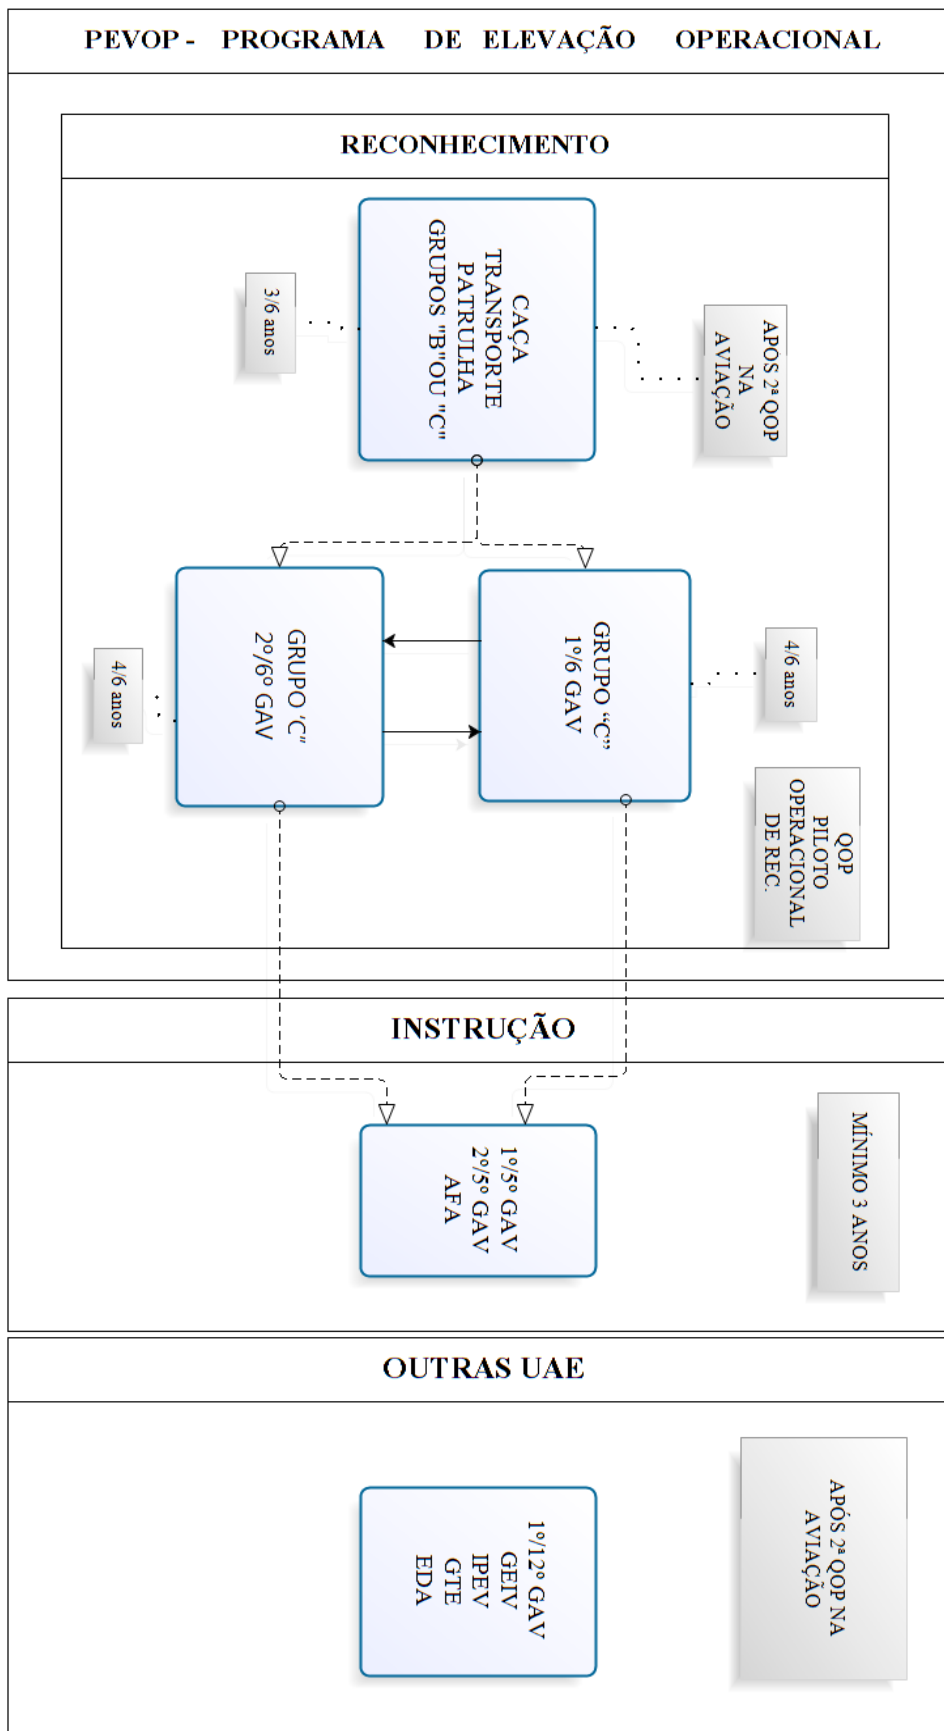 PEVOP - PROGRAMA DE ELEVAÇÃO OPERACIONAL
RECONHECIMENTO
CAÇA
TRANSPORTE
PATRULHA
GRUPOS "B"OU "C"
3/6 anos
APÓS 2ª QOP
NA
AVIAÇÃO
GRUPO 'C"
2º/6º GAV
4/6 anos
GRUPO “C”
1º/6 GAV
4/6 anos
QOP
PILOTO
OPERACIONAL
DE REC.
INSTRUÇÃO
1º/5º GAV
2º/5º GAV
AFA
MÍNIMO 3 ANOS
OUTRAS UAE
1º/12º GAV
GEIV
IPEV
GTE
EDA
APÓS 2ª QOP NA
AVIAÇÃO